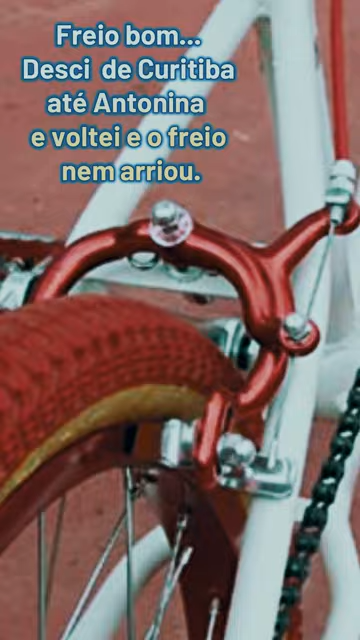 Freio bom...
Desci de Curitiba
até Antonina
e voltei e o freio
nem arriou.